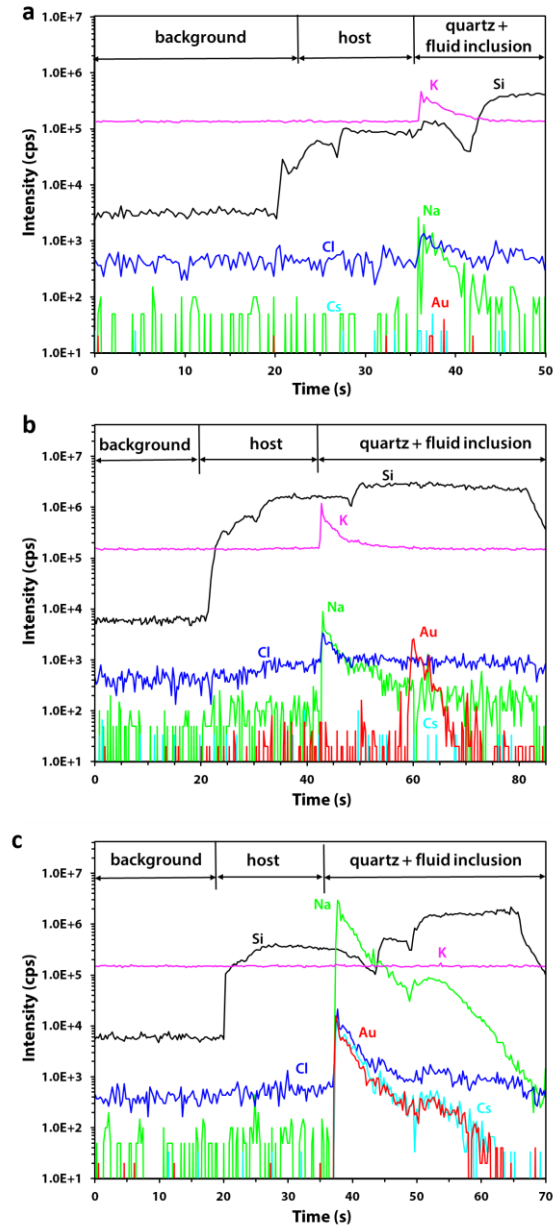 a
background
host
quartz +
fluid inclusion
1.0E+7
1.0E+6
1.0E+5
1.0E+4
1.0E+3
1.0E+2
1.0E+1
Intensity (cps)
K
Si
Na
Cl
Cs
Au
0
10
20
30
40
50
Time (s)
b
background
host
quartz + fluid inclusion
1.0E+7
1.0E+6
1.0E+5
1.0E+4
1.0E+3
1.0E+2
1.0E+1
Intensity (cps)
Si
K
Na
Au
Cl
Cs
0
20
40
60
80
Time (s)
c
background
host
quartz + fluid inclusion
1.0E+7
1.0E+6
1.0E+5
1.0E+4
1.0E+3
1.0E+2
1.0E+1
Intensity (cps)
Na
Si
K
Cl
Au
Cs
0
10
20
30
40
50
60
70
Time (s)